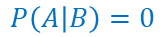 P(A|B) = 0